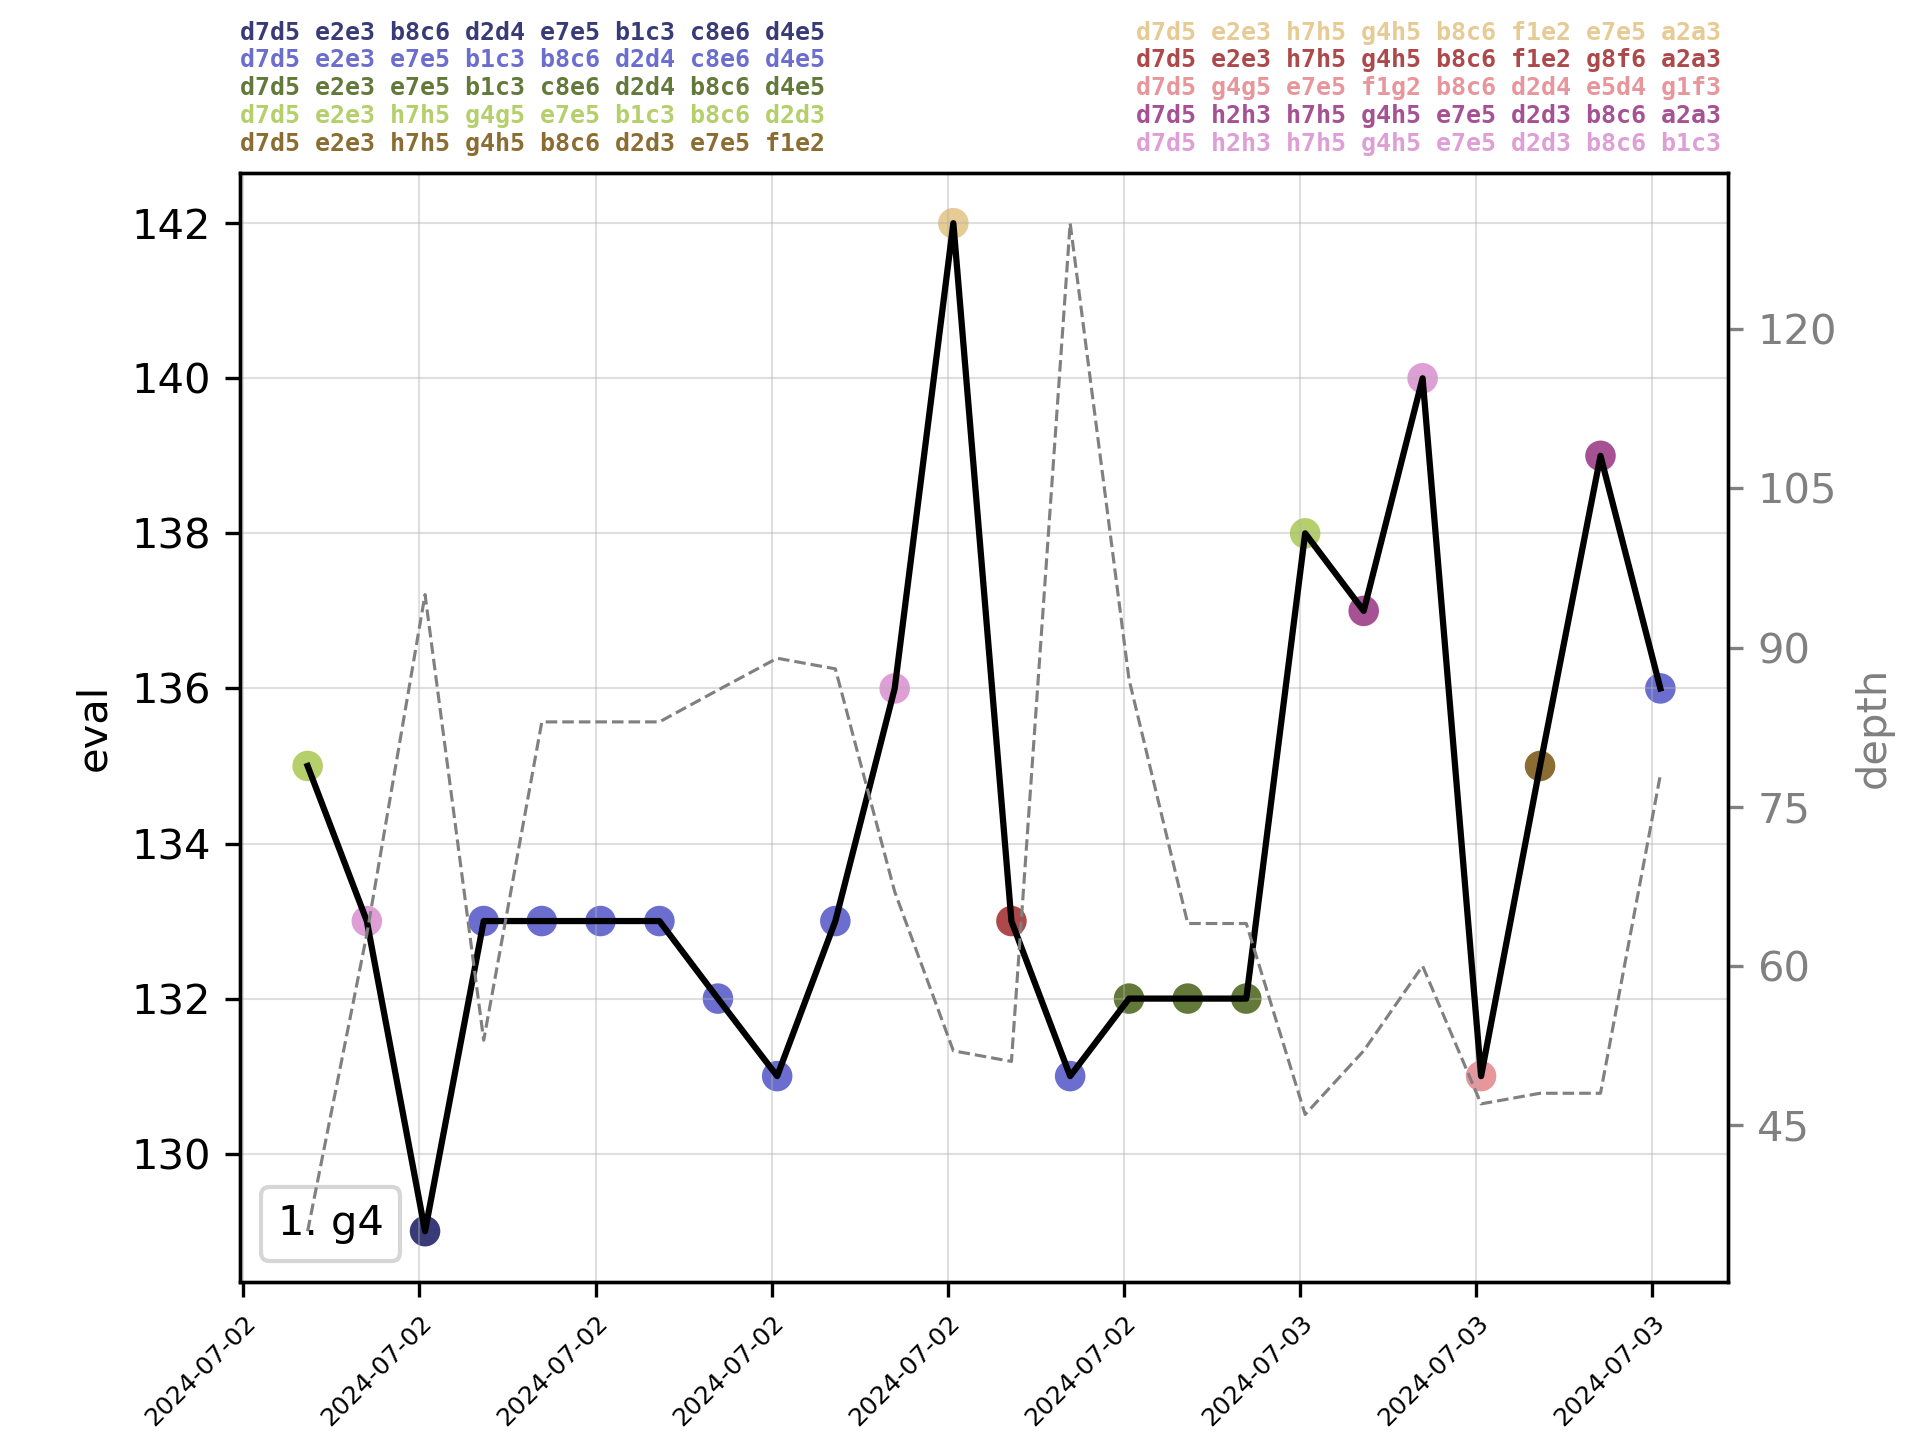 d7d5 e2e3 b8c6 d2d4 e7e5 b1c3 c8e6 d4e5
d7d5 e2e3 e7e5 b1c3 b8c6 d2d4 c8e6 d4e5
d7d5 e2e3 e7e5 b1c3 c8e6 d2d4 b8c6 d4e5
d7d5 e2e3 h7h5 g4g5 e7e5 b1c3 b8c6 d2d3
d7d5 e2e3 h7h5 g4h5 b8c6 d2d3 e7e5 f1e2
d7d5 e2e3 h7h5 g4h5 b8c6 f1e2 e7e5 a2a3
d7d5 e2e3 h7h5 g4h5 b8c6 f1e2 g8f6 a2a3
d7d5 g4g5 e7e5 f1g2 b8c6 d2d4 e5d4 g1f3
d7d5 h2h3 h7h5 g4h5 e7e5 d2d3 b8c6 a2a3
d7d5 h2h3 h7h5 g4h5 e7e5 d2d3 b8c6 b1c3
142
140
138
136
134
132
130
eval
120
105
90
75
60
45
depth
1. g4
2024-07-02
2024-07-02
2024-07-02
2024-07-02
2024-07-02
2024-07-02
2024-07-03
2024-07-03
2024-07-03